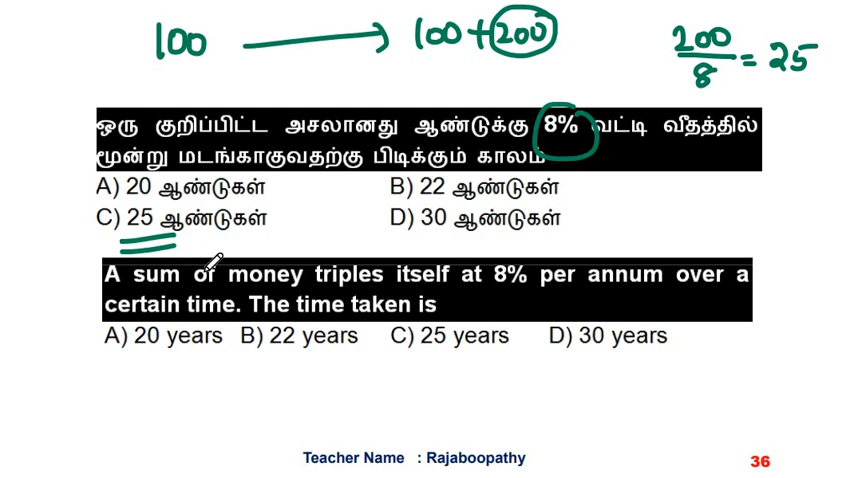 100 → 100 + 200
200/8 = 25
ஒரு குறிப்பிட்ட அசலானது ஆண்டுக்கு 8% வட்டி வீதத்தில்
மூன்று மடங்காகுவதற்கு பிடிக்கும் காலம்
A) 20 ஆண்டுகள் B) 22 ஆண்டுகள்
C) 25 ஆண்டுகள் D) 30 ஆண்டுகள்
A sum of money triples itself at 8% per annum over a
certain time. The time taken is
A) 20 years B) 22 years C) 25 years D) 30 years
Teacher Name : Rajaboopathy
36